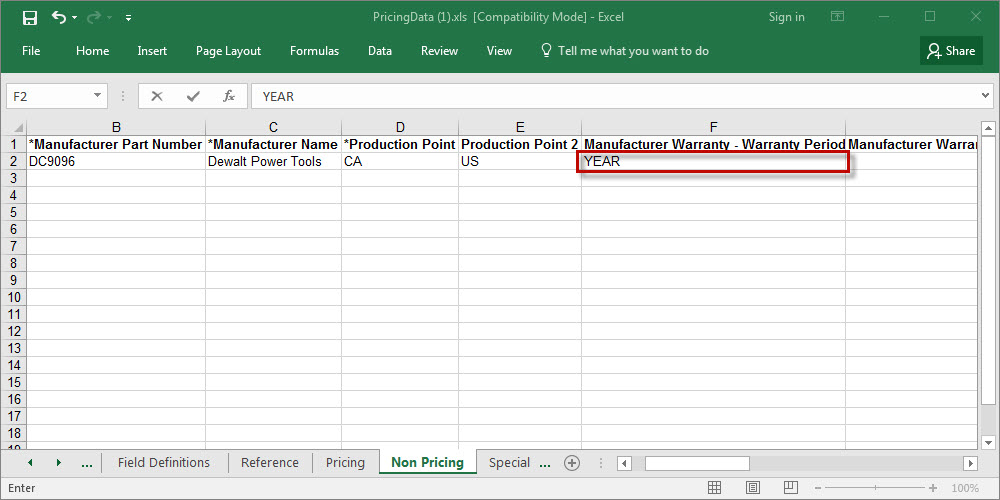 PricingData (1).xls [Compatibility Mode] - Excel Sign in
File Home Insert Page Layout Formulas Data Review View Tell me what you want to do Share
F2 fx YEAR
B C D E F
1 *Manufacturer Part Number *Manufacturer Name *Production Point Production Point 2 Manufacturer Warranty - Warranty Period Manufacturer Warran
2 DC9096 Dewalt Power Tools CA US YEAR
3
4
5
6
7
8
9
10
11
12
13
14
15
16
17
18
19
... Field Definitions Reference Pricing Non Pricing Special ...
Enter 100%